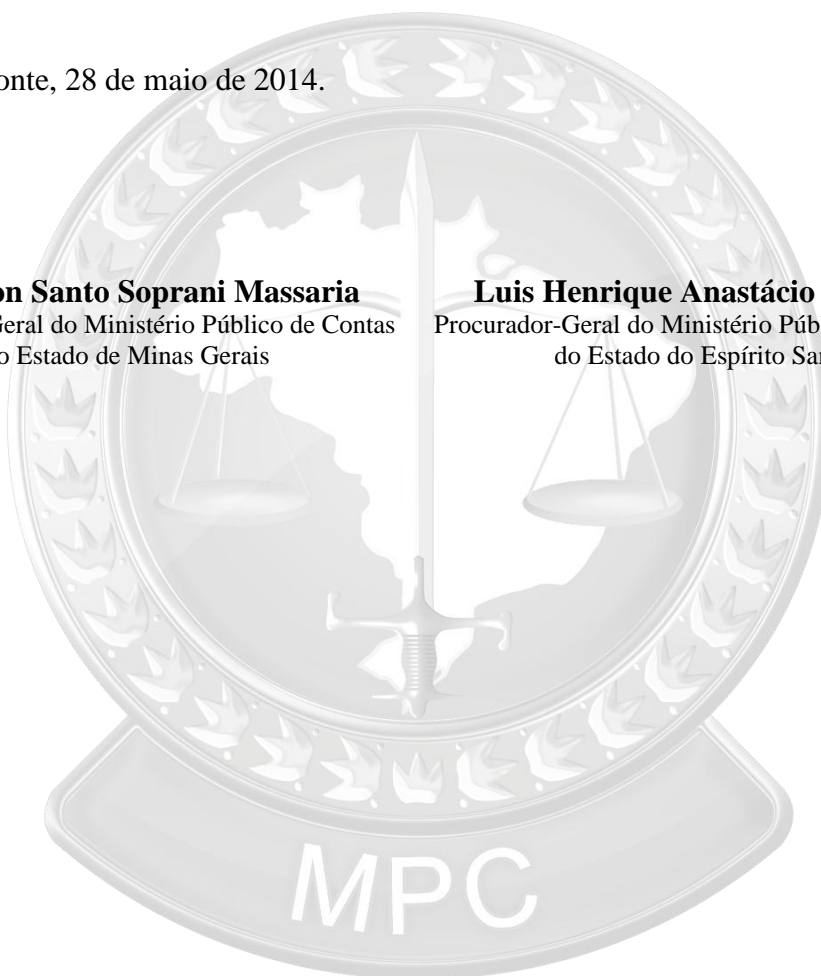 onte, 28 de maio de 2014.
on Santo Soprani Massaria
Geral do Ministério Público de Contas
o Estado de Minas Gerais
Luis Henrique Anastácio
Procurador-Geral do Ministério Púb
do Estado do Espírito Sa
MPC